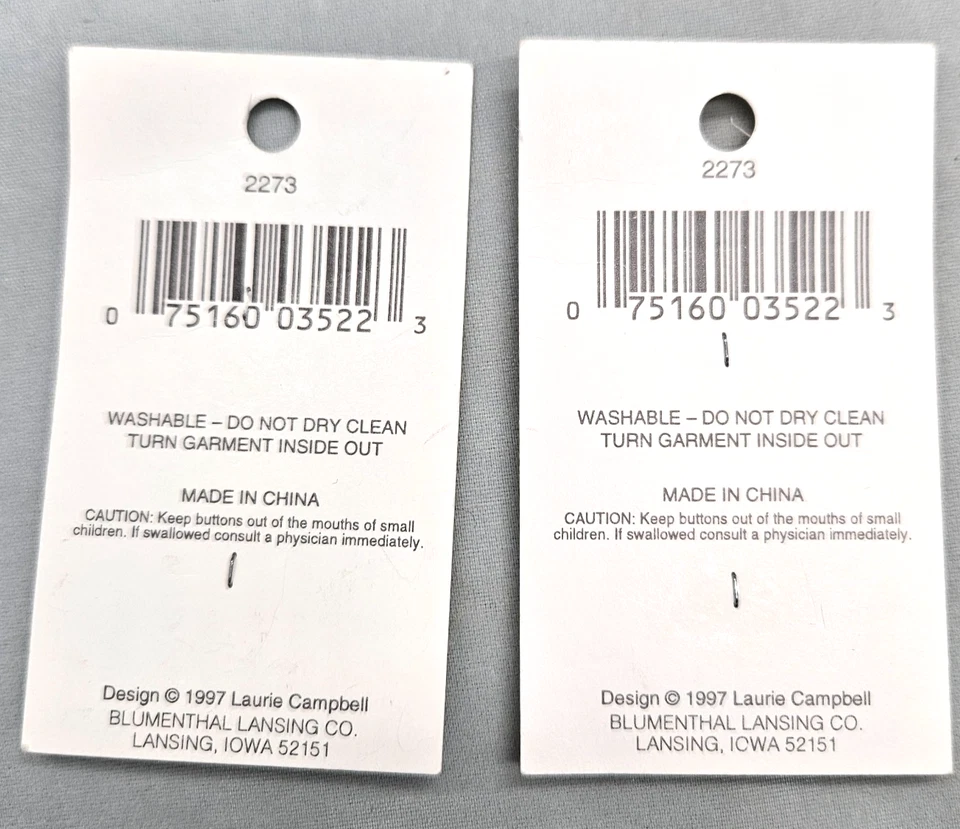 2273
0 75160 03522 3
WASHABLE – DO NOT DRY CLEAN
TURN GARMENT INSIDE OUT
MADE IN CHINA
CAUTION: Keep buttons out of the mouths of small
children. If swallowed consult a physician immediately.
Design © 1997 Laurie Campbell
BLUMENTHAL LANSING CO.
LANSING, IOWA 52151
2273
0 75160 03522 3
WASHABLE – DO NOT DRY CLEAN
TURN GARMENT INSIDE OUT
MADE IN CHINA
CAUTION: Keep buttons out of the mouths of small
children. If swallowed consult a physician immediately.
Design © 1997 Laurie Campbell
BLUMENTHAL LANSING CO.
LANSING, IOWA 52151